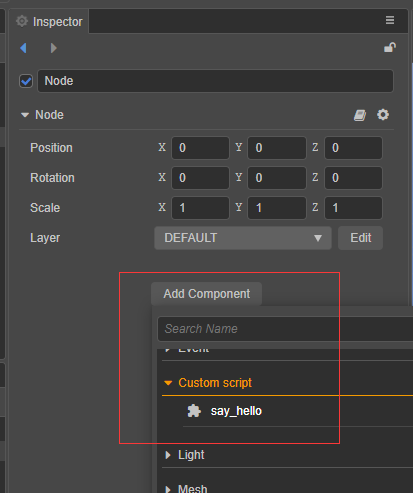 Inspector
Node
Node
Position X 0 Y 0 Z 0
Rotation X 0 Y 0 Z 0
Scale X 1 Y 1 Z 1
Layer DEFAULT Edit
Add Component
Search Name
Event
Custom script
say_hello
Light
Mesh